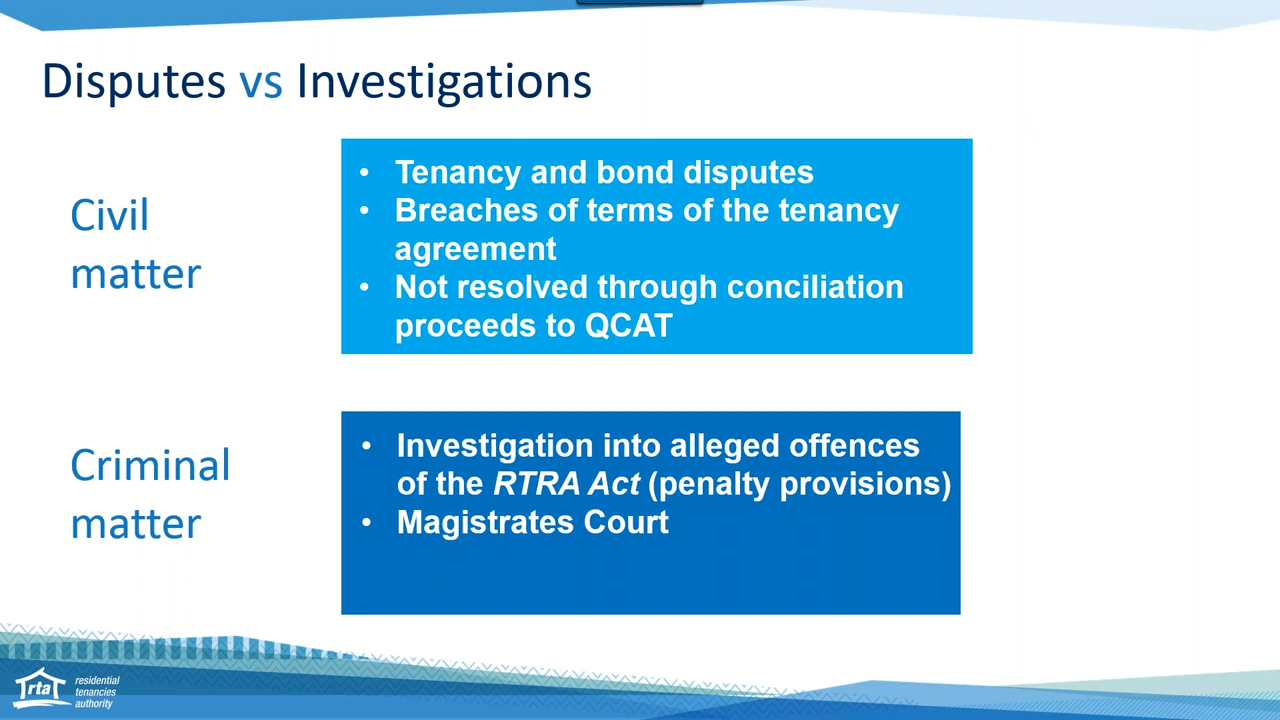 Disputes vs Investigations
Civil
matter
• Tenancy and bond disputes
• Breaches of terms of the tenancy
agreement
• Not resolved through conciliation
proceeds to QCAT
Criminal
matter
• Investigation into alleged offences
of the RTRA Act (penalty provisions)
• Magistrates Court
rta
residential
tenancies
authority